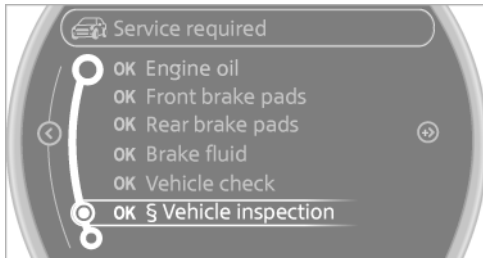 Service required
OK Engine oil
OK Front brake pads
OK Rear brake pads
OK Brake fluid
OK Vehicle check
OK § Vehicle inspection